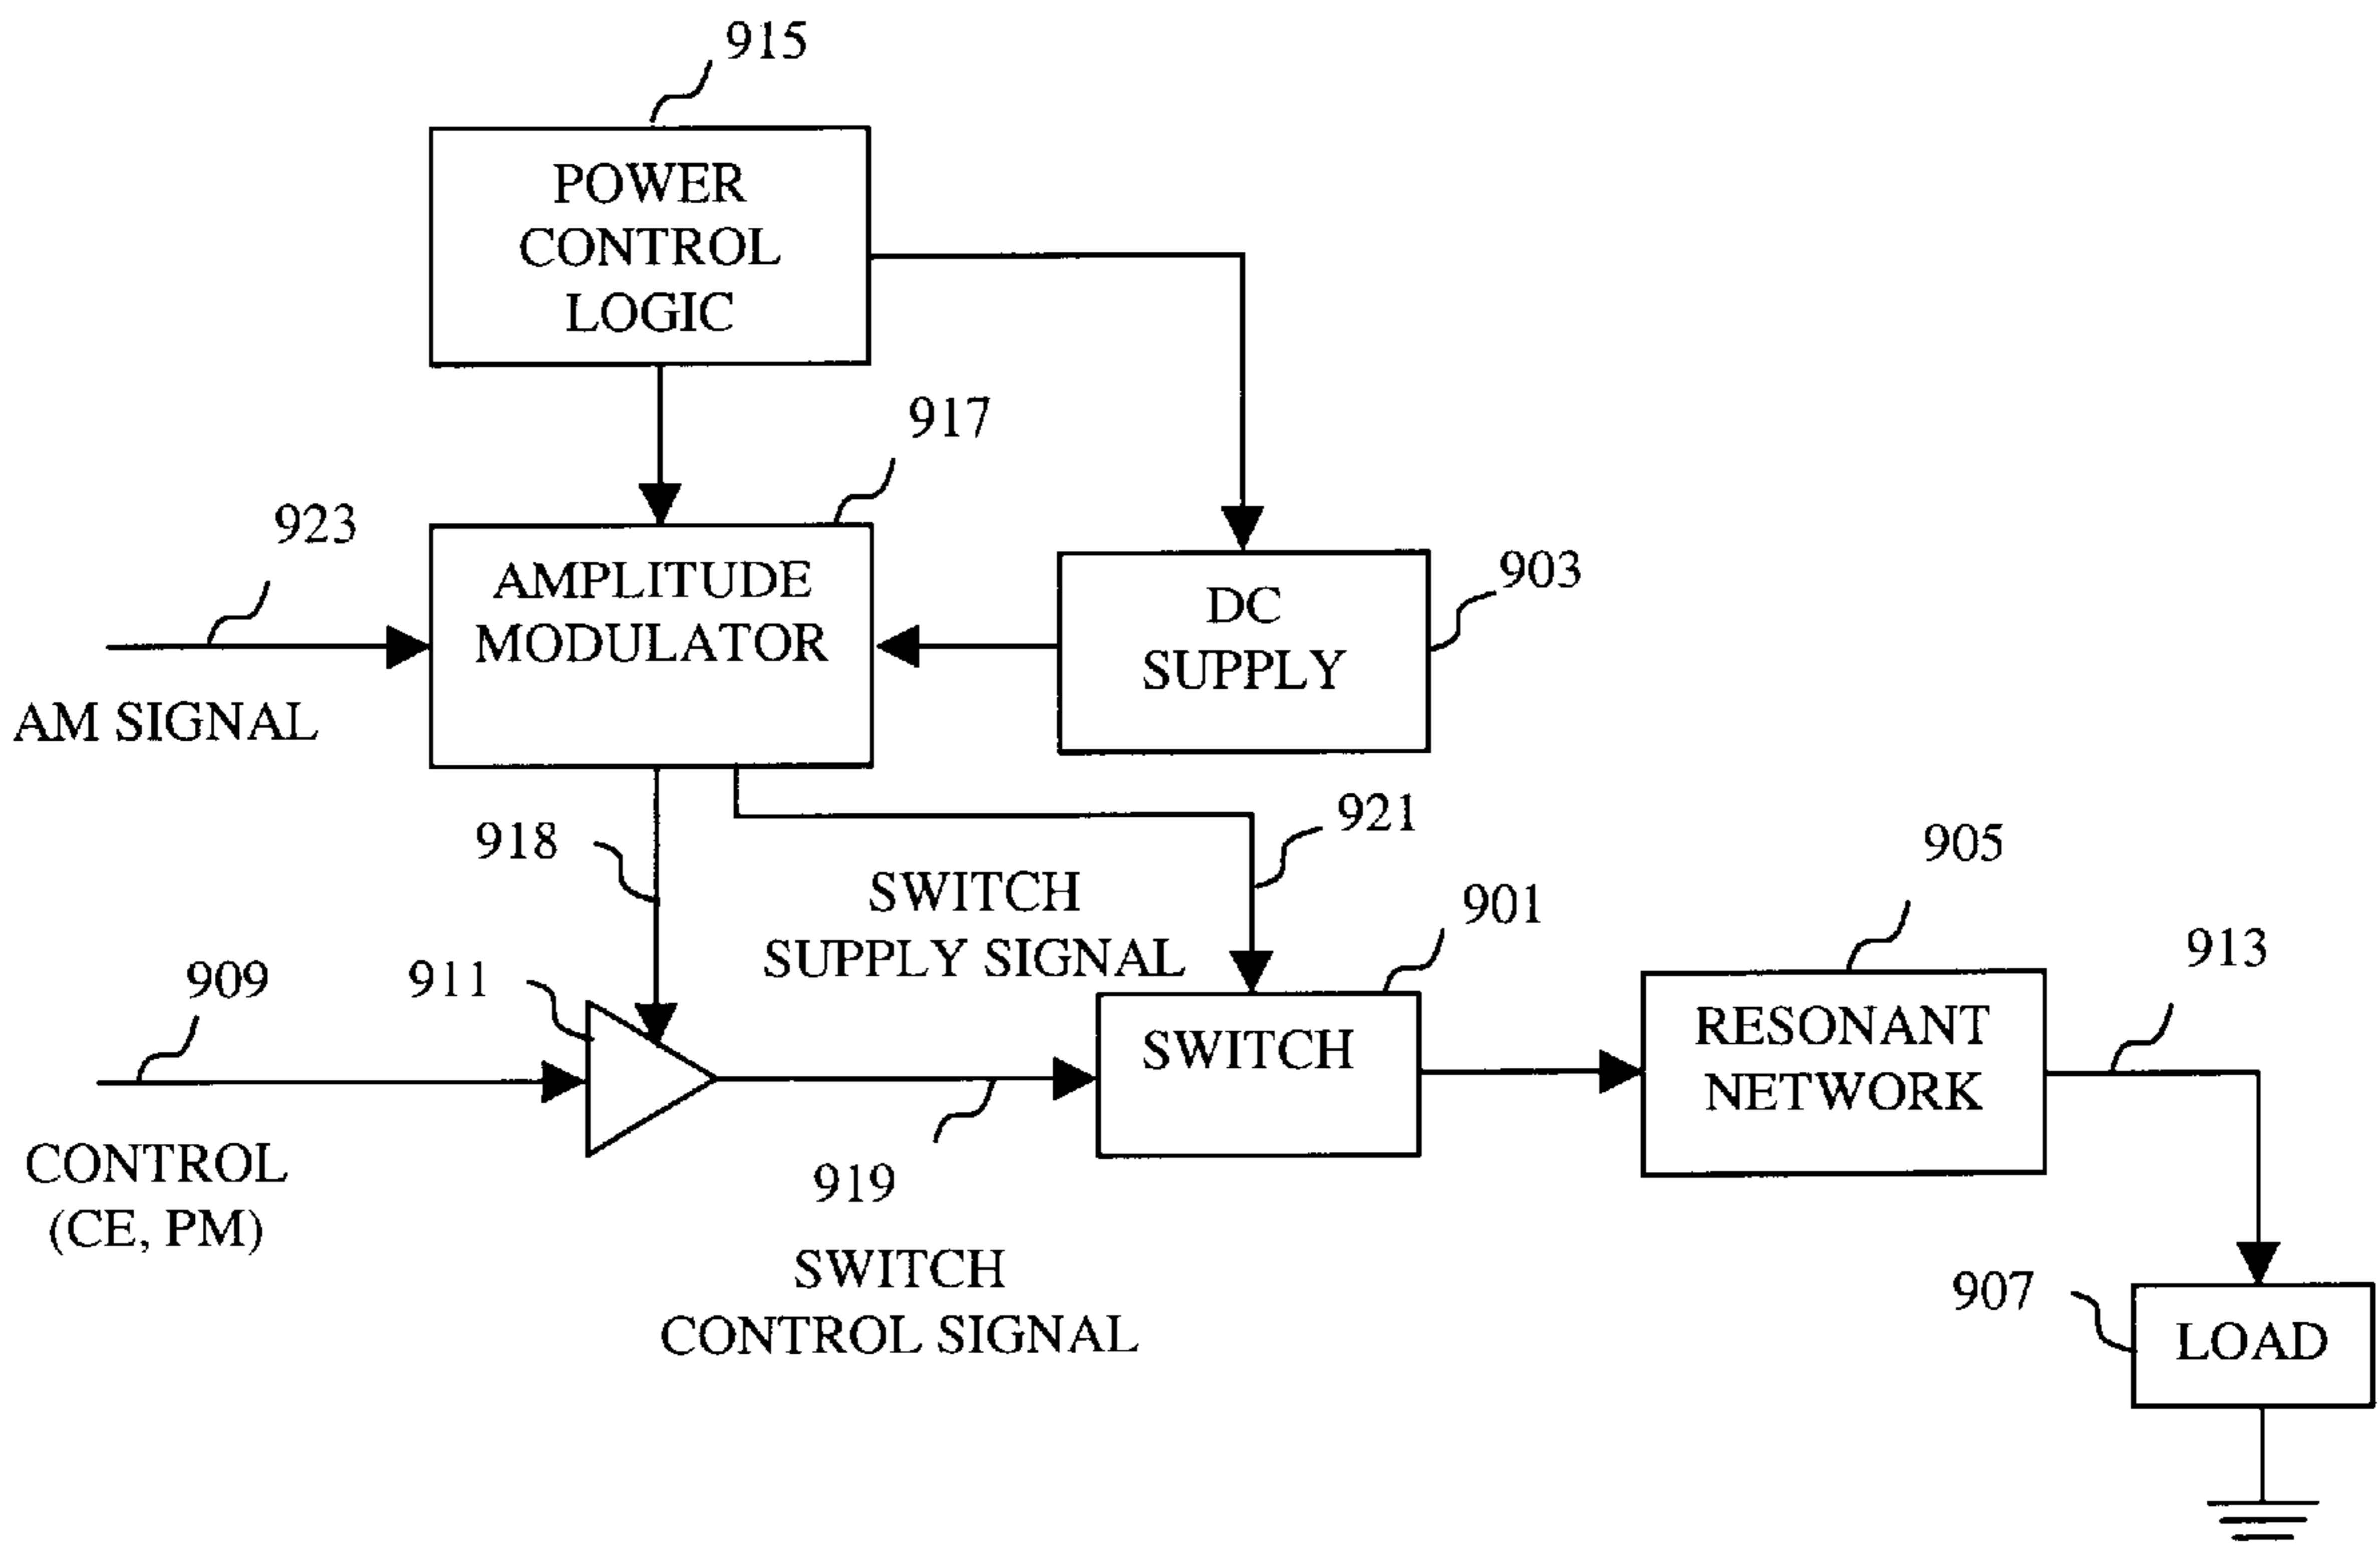 915
POWER
CONTROL
LOGIC
917
923
AMPLITUDE
MODULATOR
DC
SUPPLY
903
AM SIGNAL
918
921
SWITCH
SUPPLY SIGNAL
901
905
913
909
911
SWITCH
RESONANT
NETWORK
CONTROL
(CE, PM)
919
SWITCH
CONTROL SIGNAL
907
LOAD